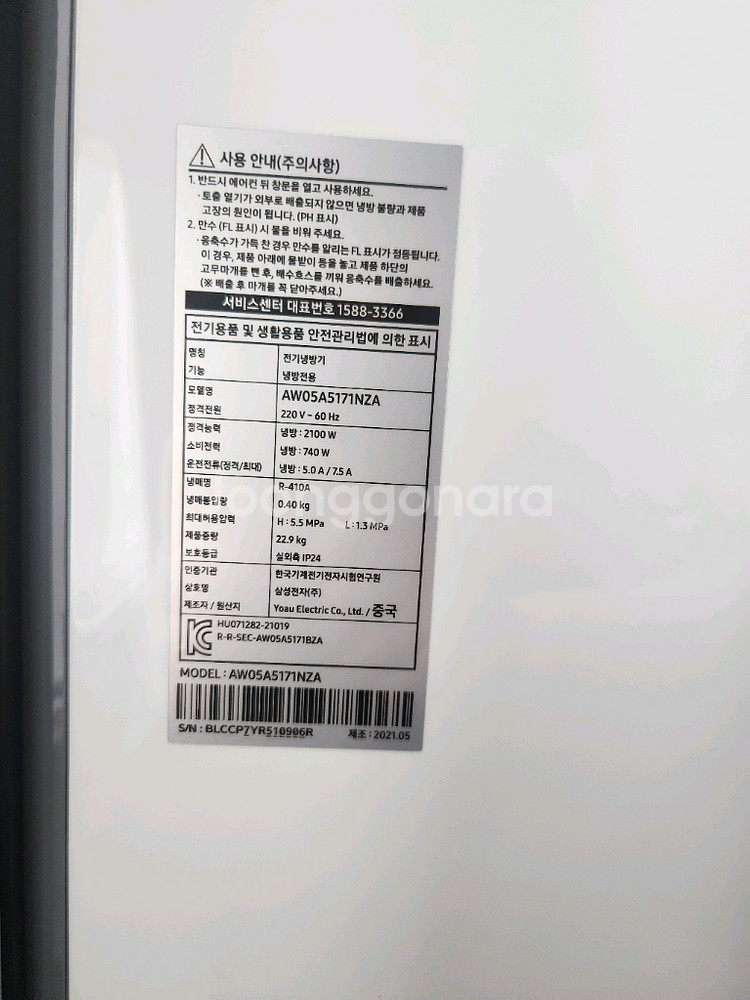 사용 안내(주의사항)
1. 반드시 에어컨 뒤 창문을 열고 사용하세요.
· 토출 열기가 외부로 배출되지 않으면 냉방 불량과 제품
고장의 원인이 됩니다. (PH 표시)
2. 만수 (FL 표시) 시 물을 비워 주세요.
· 응축수가 가득 찬 경우 만수를 알리는 FL 표시가 점등됩니다.
이 경우, 제품 아래에 물받이 등을 놓고 제품 하단의
고무마개를 뺀 후, 배수호스를 끼워 응축수를 배출하세요.
(※ 배출 후 마개를 꼭 닫아주세요.)
서비스센터 대표번호 1588-3366
전기용품 및 생활용품 안전관리법에 의한 표시
명칭 전기냉방기
기능 냉방전용
모델명 AW05A5171NZA
정격전원 220 V ~ 60 Hz
정격능력 냉방 : 2100 W
소비전력 냉방 : 740 W
운전전류(정격/최대) 냉방 : 5.0 A / 7.5 A
냉매명 R-410A
냉매봉입량 0.40 kg
최대허용압력 H : 5.5 MPa L : 1.3 MPa
제품중량 22.9 kg
보호등급 실외측 IP24
인증기관 한국기계전기전자시험연구원
상호명 삼성전자(주)
제조자 / 원산지 Yoau Electric Co., Ltd. / 중국
HU071282-21019
R-R-SEC-AW05A5171BZA
MODEL : AW05A5171NZA
S/N : BLCCP7YR510906R 제조 : 2021.05
joonggonara